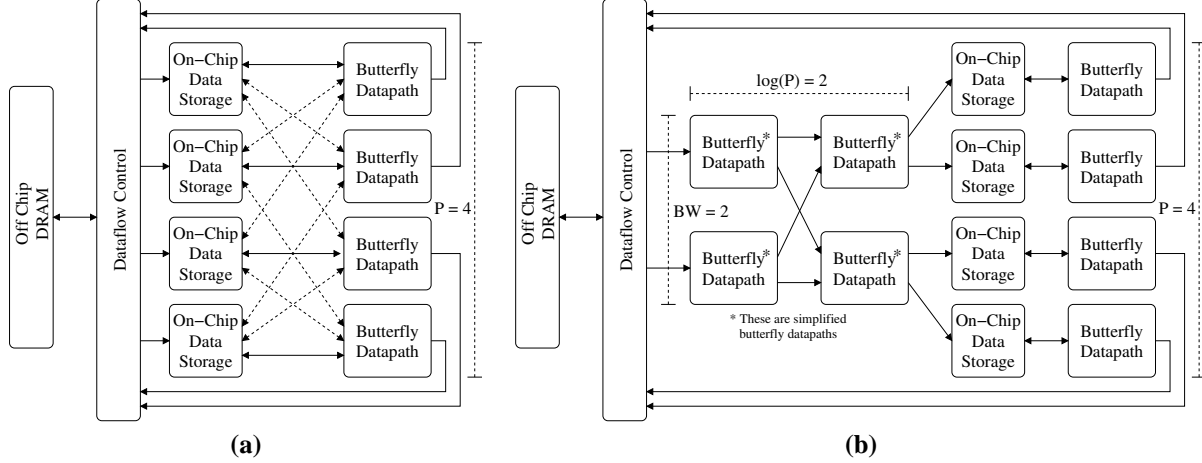 Off Chip
DRAM
Dataflow Control
On−Chip
Data
Storage
On−Chip
Data
Storage
On−Chip
Data
Storage
On−Chip
Data
Storage
Butterfly
Datapath
Butterfly
Datapath
Butterfly
Datapath
Butterfly
Datapath
P = 4
(a)
Off Chip
DRAM
Dataflow Control
log(P) = 2
BW = 2
Butterfly*
Datapath
Butterfly*
Datapath
Butterfly*
Datapath
Butterfly*
Datapath
* These are simplified
butterfly datapaths
On−Chip
Data
Storage
On−Chip
Data
Storage
On−Chip
Data
Storage
On−Chip
Data
Storage
Butterfly
Datapath
Butterfly
Datapath
Butterfly
Datapath
Butterfly
Datapath
P = 4
(b)